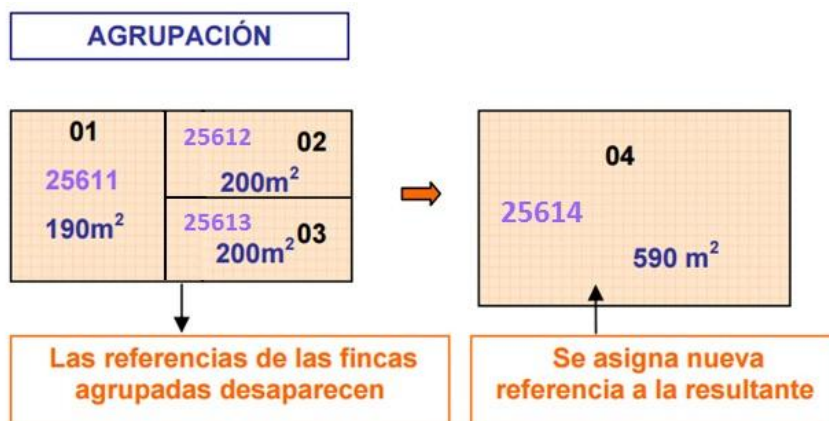 AGRUPACIÓN
01
25611
190m²
25612
02
200m²
25613
03
200m²
04
25614
590 m²
Las referencias de las fincas
agrupadas desaparecen
Se asigna nueva
referencia a la resultante